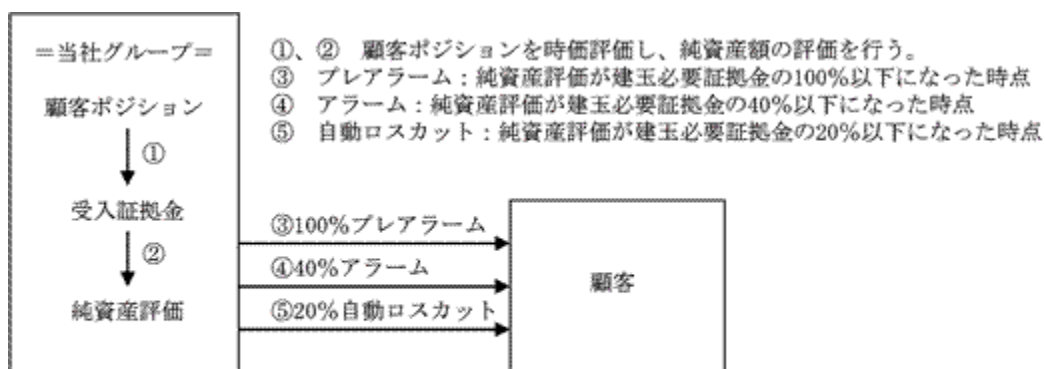 ＝当社グループ＝
①、② 顧客ポジションを時価評価し、純資産額の評価を行う。
③ プレアラーム：純資産評価が建玉必要証拠金の100%以下になった時点
④ アラーム：純資産評価が建玉必要証拠金の40%以下になった時点
⑤ 自動ロスカット：純資産評価が建玉必要証拠金の20%以下になった時点
顧客ポジション
①
受入証拠金
②
純資産評価
③100%プレアラーム
④40%アラーム
⑤20%自動ロスカット
顧客